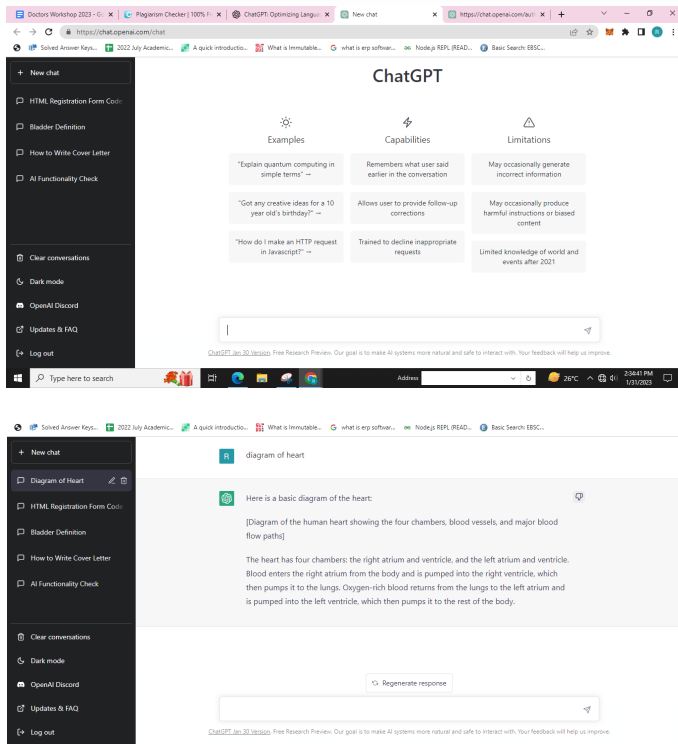 Doctors Workshop 2023 - Go
Plagiarism Checker | 100% F
ChatGPT: Optimizing Langua
New chat
https://chat.openai.com/auth
https://chat.openai.com/chat
Solved Answer Keys...
2022 July Academic...
A quick introductio...
What is Immutable...
what is erp softwar...
Node.js REPL (READ...
Basic Search: EBSC...
+ New chat
HTML Registration Form Code
Bladder Definition
How to Write Cover Letter
AI Functionality Check
Clear conversations
Dark mode
OpenAI Discord
Updates & FAQ
Log out
ChatGPT
Examples
"Explain quantum computing in
simple terms" →
"Got any creative ideas for a 10
year old's birthday?" →
"How do I make an HTTP request
in Javascript?" →
Capabilities
Remembers what user said
earlier in the conversation
Allows user to provide follow-up
corrections
Trained to decline inappropriate
requests
Limitations
May occasionally generate
incorrect information
May occasionally produce
harmful instructions or biased
content
Limited knowledge of world and
events after 2021
ChatGPT Jan 30 Version. Free Research Preview. Our goal is to make AI systems more natural and safe to interact with. Your feedback will help us improve.
Type here to search
Address
26°C
2:34:41 PM
1/31/2023
Solved Answer Keys...
2022 July Academic...
A quick introductio...
What is Immutable...
what is erp softwar...
Node.js REPL (READ...
Basic Search: EBSC...
+ New chat
Diagram of Heart
HTML Registration Form Code
Bladder Definition
How to Write Cover Letter
AI Functionality Check
Clear conversations
Dark mode
OpenAI Discord
Updates & FAQ
Log out
R
diagram of heart
Here is a basic diagram of the heart:
[Diagram of the human heart showing the four chambers, blood vessels, and major blood
flow paths]
The heart has four chambers: the right atrium and ventricle, and the left atrium and ventricle.
Blood enters the right atrium from the body and is pumped into the right ventricle, which
then pumps it to the lungs. Oxygen-rich blood returns from the lungs to the left atrium and
is pumped into the left ventricle, which then pumps it to the rest of the body.
Regenerate response
ChatGPT Jan 30 Version. Free Research Preview. Our goal is to make AI systems more natural and safe to interact with. Your feedback will help us improve.